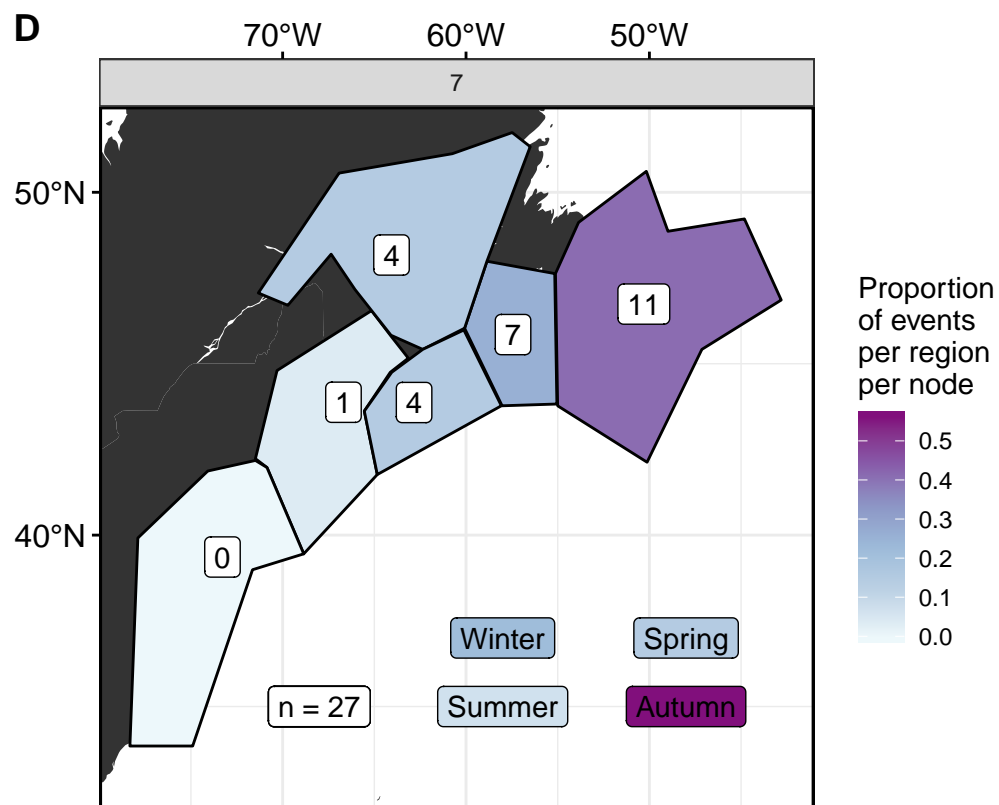 D
70°W 60°W 50°W
7
50°N
40°N
4
11
7
1
4
0
Winter Spring
n = 27 Summer Autumn
Proportion
of events
per region
per node
0.5
0.4
0.3
0.2
0.1
0.0